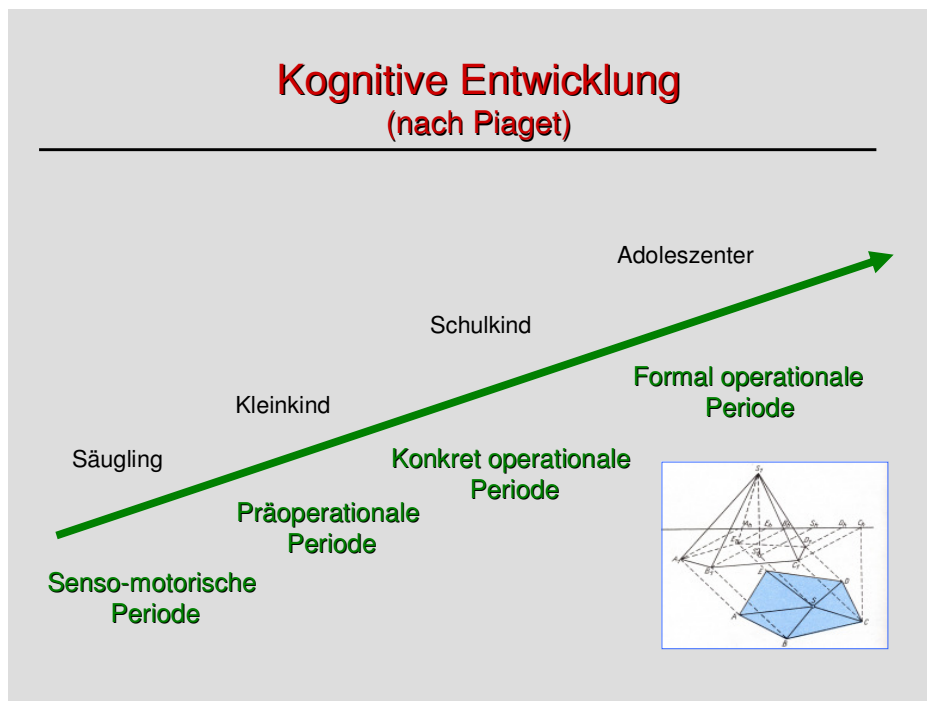 Kognitive Entwicklung
(nach Piaget)
Adoleszenter
Schulkind
Formal operationale
Periode
Kleinkind
Säugling
Konkret operationale
Periode
Präoperationale
Periode
Senso-motorische
Periode
E
D
A
S
C
B